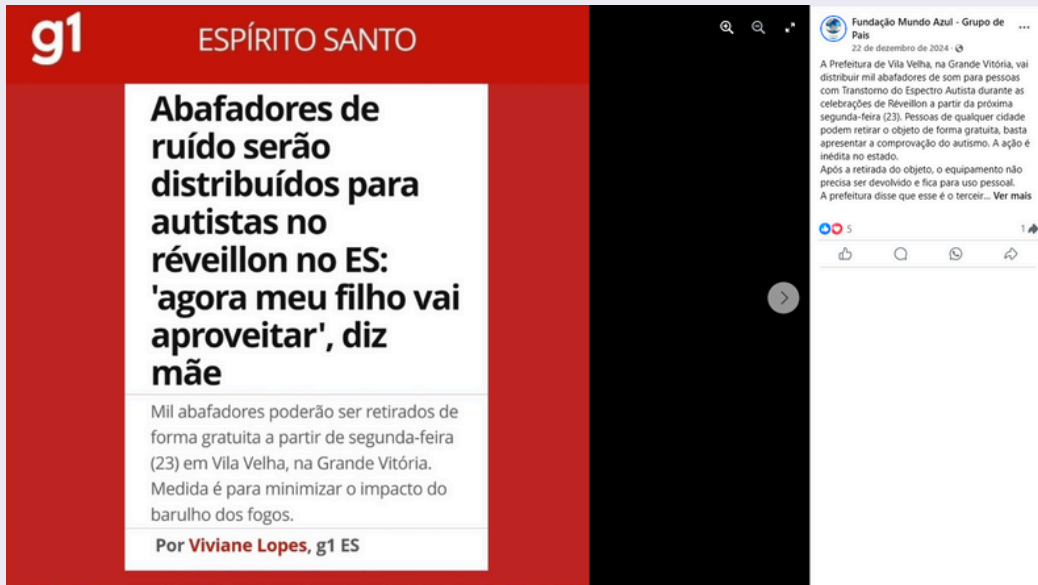 g1
ESPÍRITO SANTO
Abafadores de
ruído serão
distribuídos para
autistas no
réveillon no ES:
'agora meu filho vai
aproveitar', diz
mãe
Mil abafadores poderão ser retirados de
forma gratuita a partir de segunda-feira
(23) em Vila Velha, na Grande Vitória.
Medida é para minimizar o impacto do
barulho dos fogos.
Por Viviane Lopes, g1 ES
Fundação Mundo Azul - Grupo de
Pais
22 de dezembro de 2024 ·
A Prefeitura de Vila Velha, na Grande Vitória, vai
distribuir mil abafadores de som para pessoas
com Transtorno do Espectro Autista durante as
celebrações de Réveillon a partir da próxima
segunda-feira (23). Pessoas de qualquer cidade
podem retirar o objeto de forma gratuita, basta
apresentar a comprovação do autismo. A ação é
inédita no estado.
Após a retirada do objeto, o equipamento não
precisa ser devolvido e fica para uso pessoal.
A prefeitura disse que esse é o terceir... Ver mais
5
1